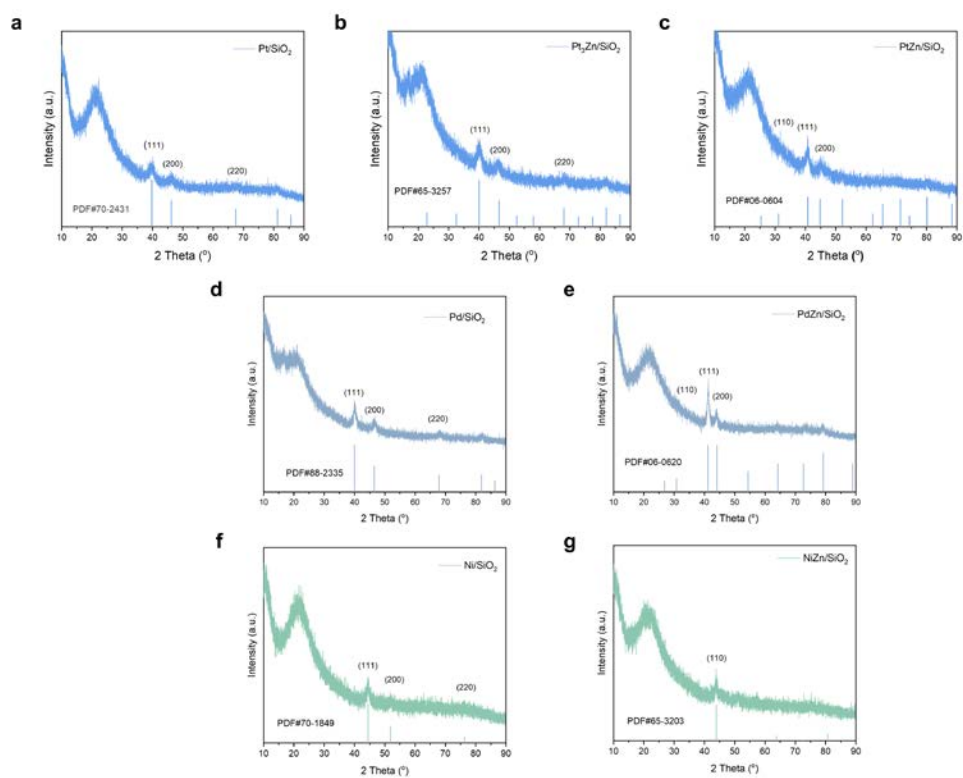 a
Pt/SiO₂
Intensity (a.u.)
(111)
(200)
(220)
PDF#70-2431
10 20 30 40 50 60 70 80 90
2 Theta (°)
b
Pt₃Zn/SiO₂
Intensity (a.u.)
(111)
(200)
(220)
PDF#65-3257
10 20 30 40 50 60 70 80 90
2 Theta (°)
c
PtZn/SiO₂
Intensity (a.u.)
(110)
(111)
(200)
PDF#06-0604
10 20 30 40 50 60 70 80 90
2 Theta (°)
d
Pd/SiO₂
Intensity (a.u.)
(111)
(200)
(220)
PDF#88-2335
10 20 30 40 50 60 70 80 90
2 Theta (°)
e
PdZn/SiO₂
Intensity (a.u.)
(111)
(110)
(200)
PDF#06-0620
10 20 30 40 50 60 70 80 90
2 Theta (°)
f
Ni/SiO₂
Intensity (a.u.)
(111)
(200)
(220)
PDF#70-1849
10 20 30 40 50 60 70 80 90
2 Theta (°)
g
NiZn/SiO₂
Intensity (a.u.)
(110)
PDF#65-3203
10 20 30 40 50 60 70 80 90
2 Theta (°)